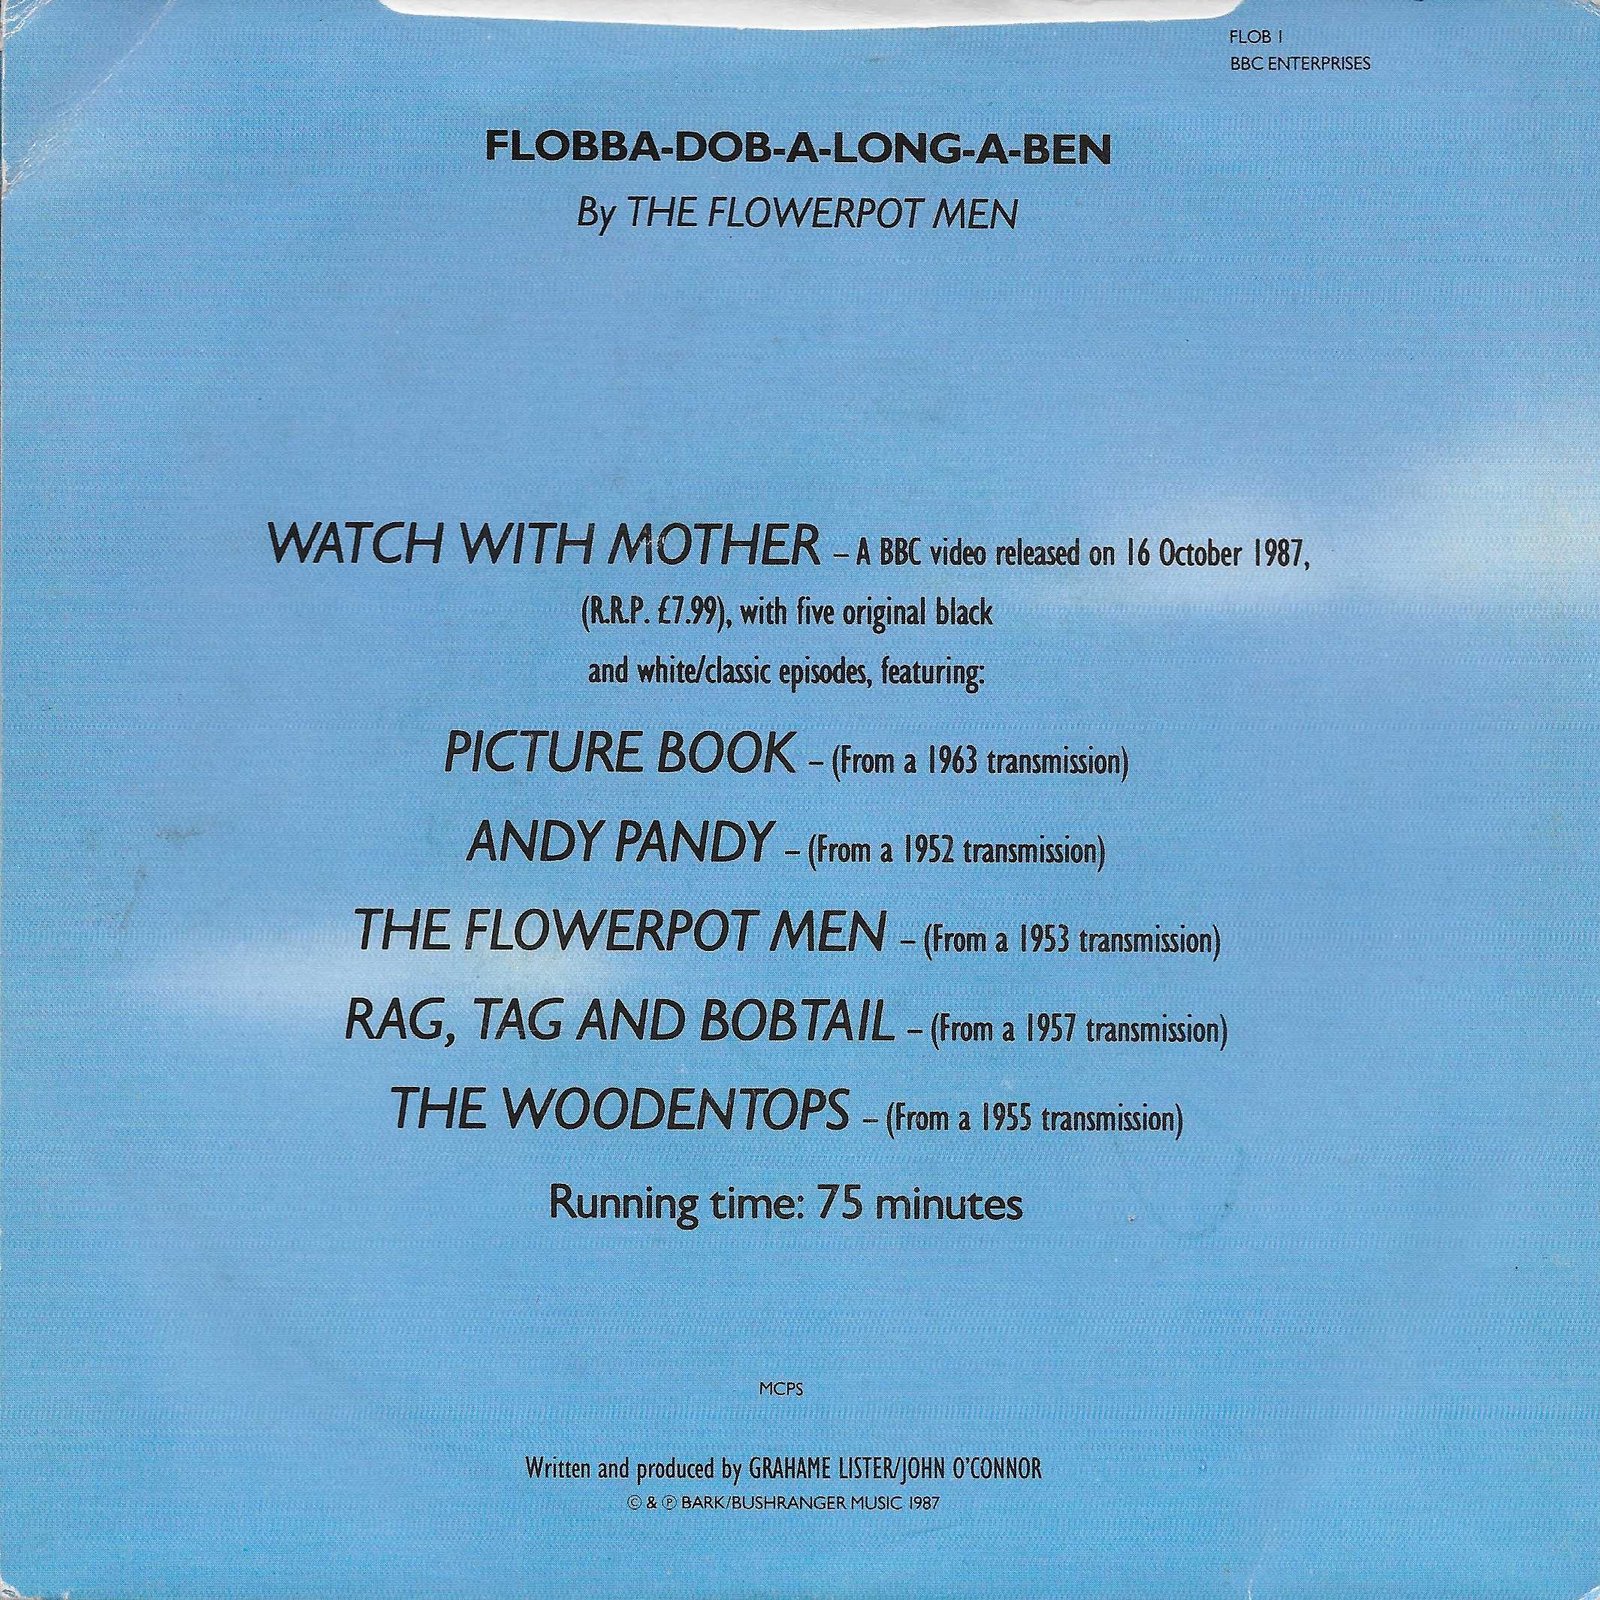 FLOB 1
BBC ENTERPRISES
FLOBBA-DOB-A-LONG-A-BEN
By THE FLOWERPOT MEN
WATCH WITH MOTHER – A BBC video released on 16 October 1987,
(R.R.P. £7.99), with five original black
and white/classic episodes, featuring:
PICTURE BOOK – (From a 1963 transmission)
ANDY PANDY – (From a 1952 transmission)
THE FLOWERPOT MEN – (From a 1953 transmission)
RAG, TAG AND BOBTAIL – (From a 1957 transmission)
THE WOODENTOPS – (From a 1955 transmission)
Running time: 75 minutes
MCPS
Written and produced by GRAHAME LISTER/JOHN O'CONNOR
© & ℗ BARK/BUSHRANGER MUSIC 1987